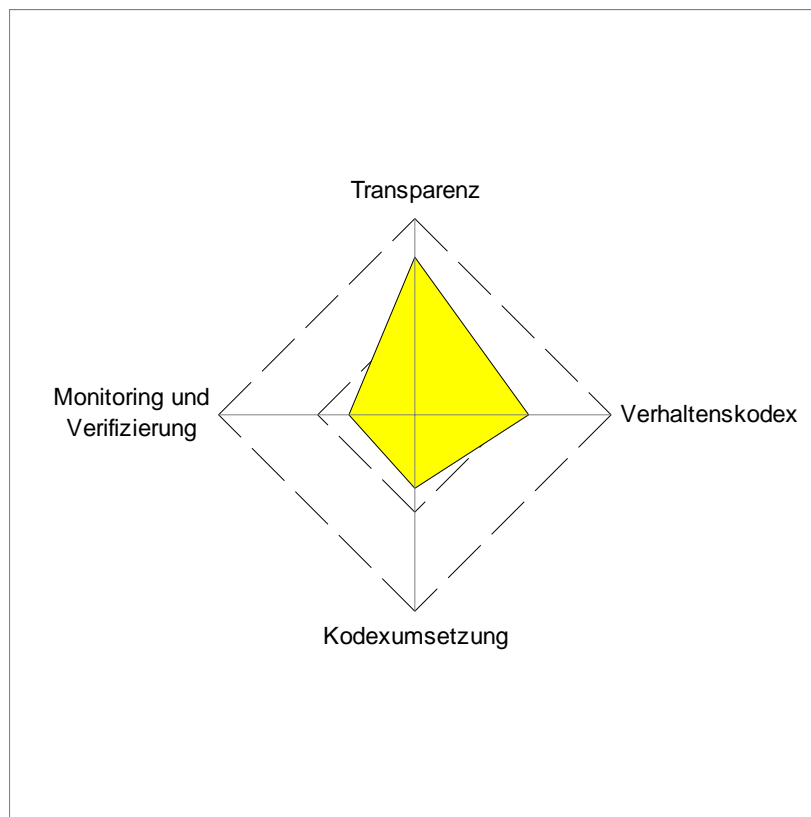 Transparenz
Monitoring und
Verifizierung
Verhaltenskodex
Kodexumsetzung